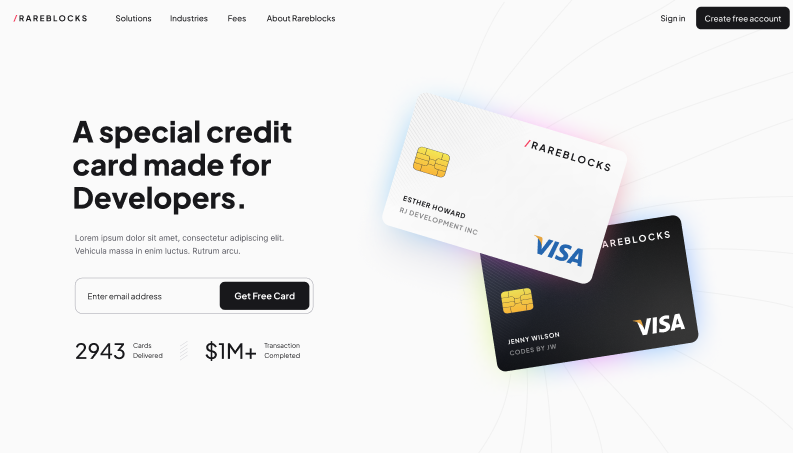 /RAREBLOCKS
Solutions
Industries
Fees
About Rareblocks
Sign in
Create free account
A special credit
card made for
Developers.
Lorem ipsum dolor sit amet, consectetur adipiscing elit.
Vehicula massa in enim luctus. Rutrum arcu.
Enter email address
Get Free Card
2943
Cards
Delivered
$1M+
Transaction
Completed
/RAREBLOCKS
ESTHER HOWARD
RJ DEVELOPMENT INC
VISA
AREBLOCKS
JENNY WILSON
CODES BY JW
VISA